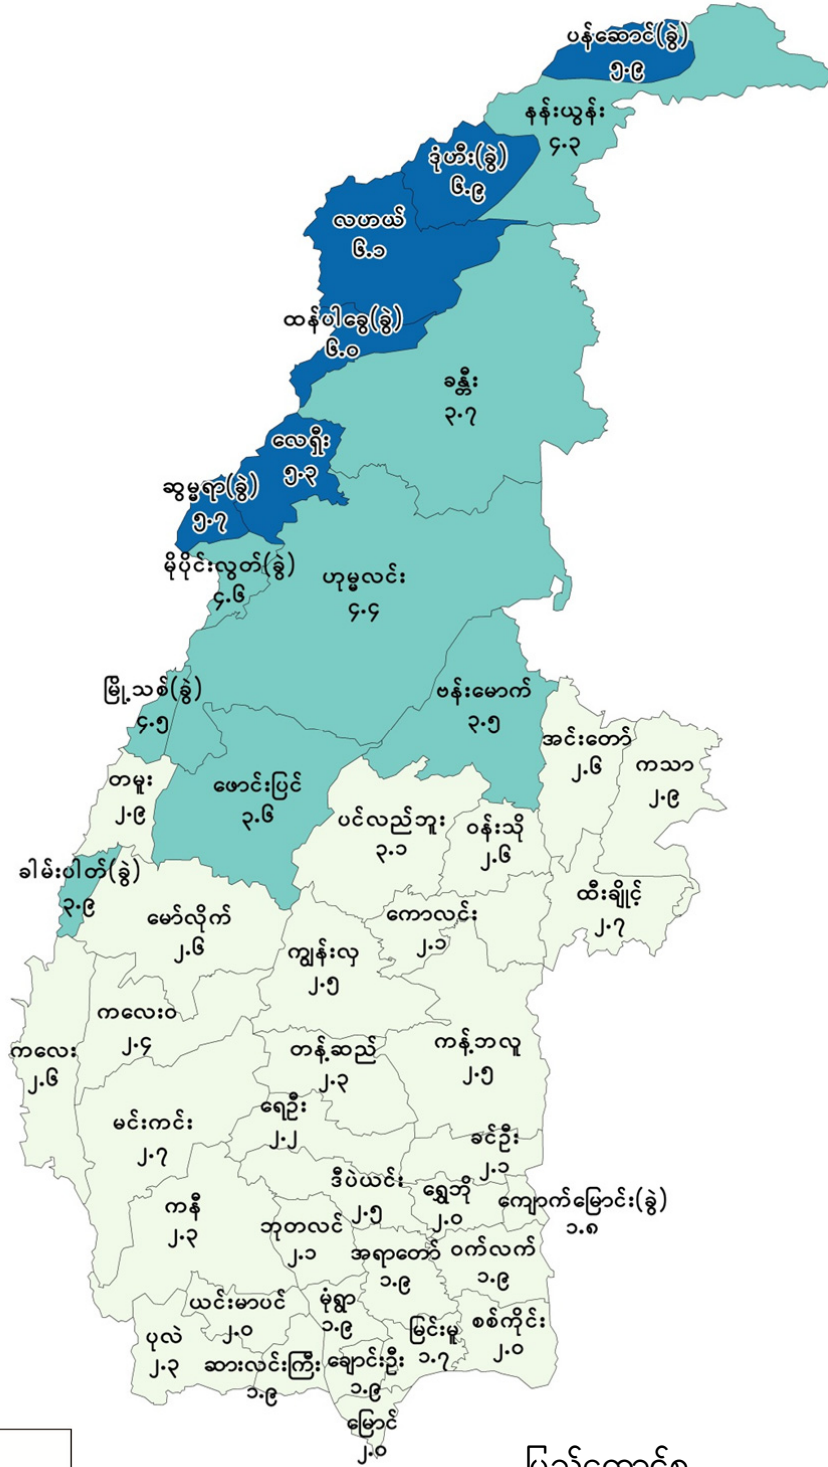 ပန်ဆောင်(ခွဲ)
၅.၉
နန်းယွန်း
၄.၃
ဒုံဟီး(ခွဲ)
၆.၉
လဟယ်
၆.၁
ထန်ပါခွေ(ခွဲ)
၆.၀
ခန္တီး
၃.၇
လေရှီး
၅.၃
ဆွမ္မရာ(ခွဲ)
၅.၇
မိုပိုင်းလွတ်(ခွဲ)
၄.၆
ဟုမ္မလင်း
၄.၄
မြို့သစ်(ခွဲ)
၄.၅
ဗန်းမောက်
၃.၅
အင်းတော်
၂.၆
ကသာ
၂.၉
တမူး
၂.၉
ဖောင်းပြင်
၃.၆
ပင်လည်ဘူး
၃.၁
ဝန်းသို
၂.၆
ခါမ်းပါတ်(ခွဲ)
၃.၉
မော်လိုက်
၂.၆
ကောလင်း
၂.၁
ထီးချိုင့်
၂.၇
ကျွန်းလှ
၂.၅
ကလေးဝ
၂.၄
ကလေး
၂.၆
တန့်ဆည်
၂.၃
ကန့်ဘလူ
၂.၅
မင်းကင်း
၂.၇
ရေဦး
၂.၂
ခင်ဦး
၂.၁
ဒီပဲယင်း
၂.၅
ရွှေဘို
၂.၀
ကျောက်မြောင်း(ခွဲ)
၁.၈
ကနီ
၂.၃
ဘုတလင်
၂.၁
အရာတော်
၁.၉
ဝက်လက်
၁.၉
ယင်းမာပင်
၂.၀
မုံရွာ
၁.၉
မြင်းမူ
၁.၇
စစ်ကိုင်း
၂.၀
ပုလဲ
၂.၃
ဆားလင်းကြီး
၁.၉
ချောင်းဦး
၁.၉
မြောင်
၂.၀